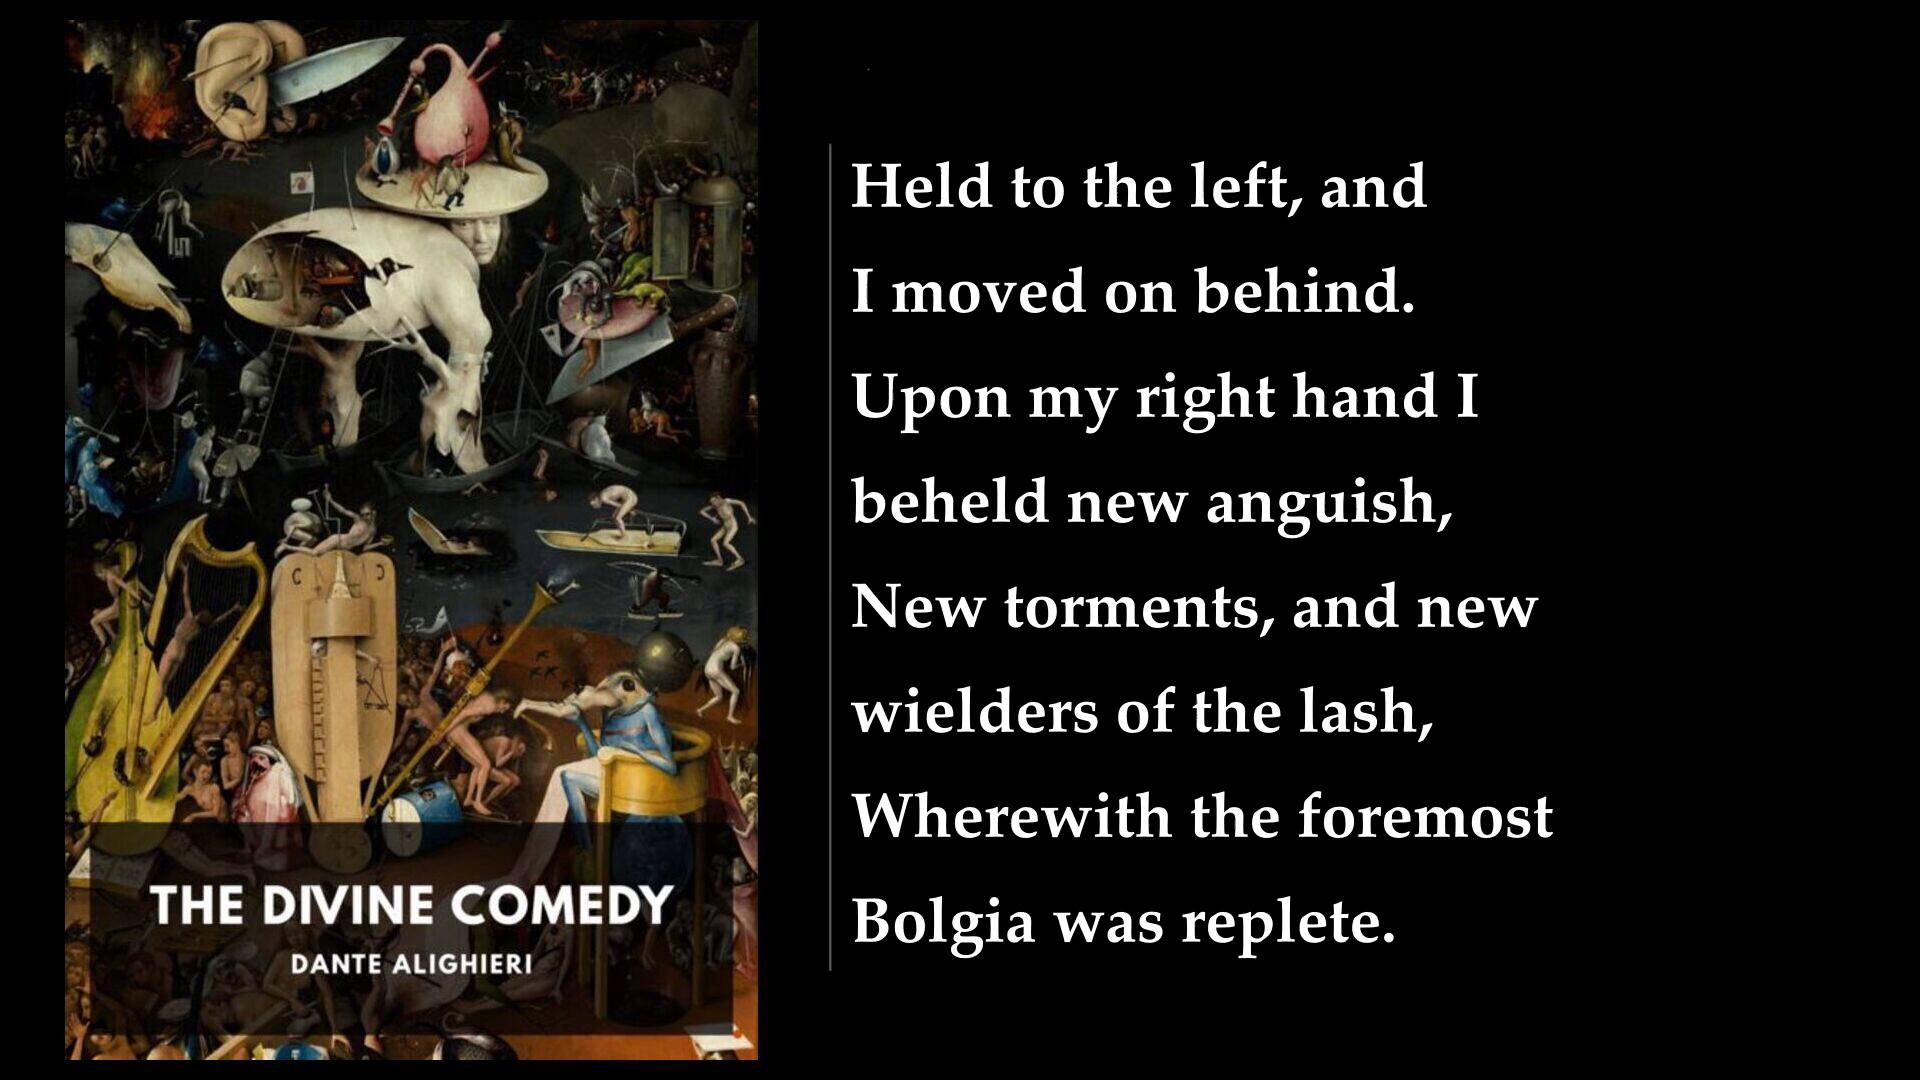 THE DIVINE COMEDY
DANTE ALIGHIERI
Held to the left, and
I moved on behind.
Upon my right hand I
beheld new anguish,
New torments, and new
wielders of the lash,
Wherewith the foremost
Bolgia was replete.